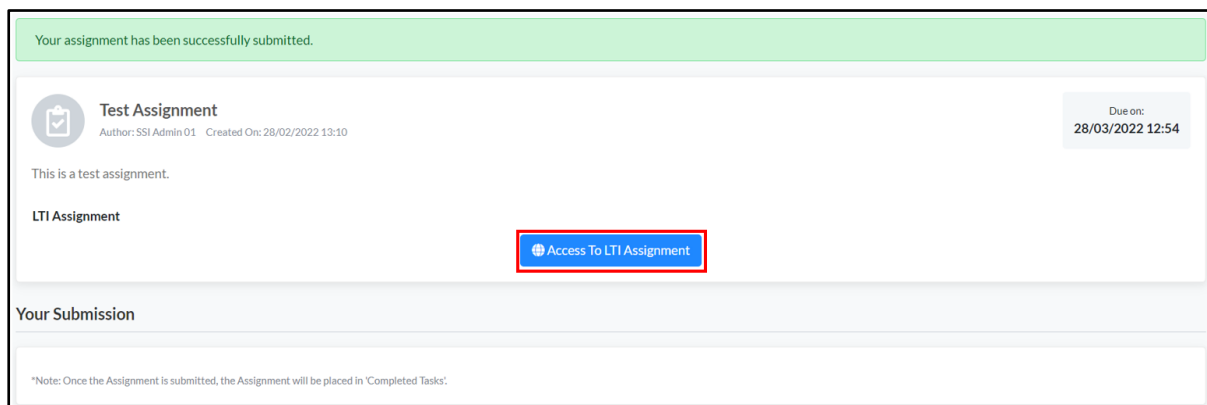 Your assignment has been successfully submitted.
Test Assignment
Author: SSI Admin 01 Created On: 28/02/2022 13:10
Due on:
28/03/2022 12:54
This is a test assignment.
LTI Assignment
Access To LTI Assignment
Your Submission
*Note: Once the Assignment is submitted, the Assignment will be placed in 'Completed Tasks'.